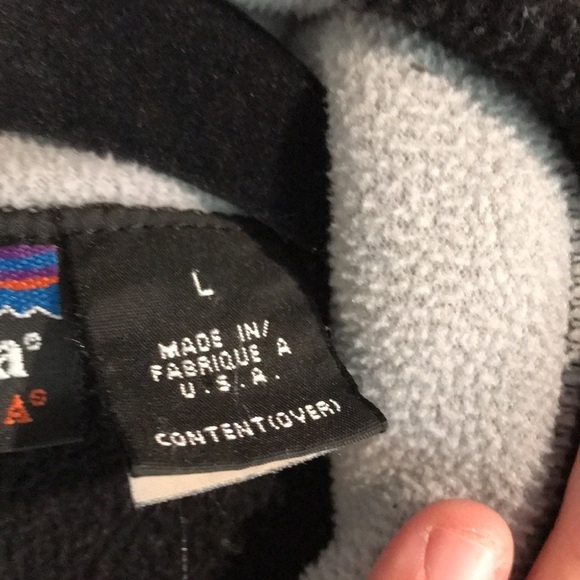 L
MADE IN/
FABRIQUE A
U.S.A.
CONTENT(OVER)
a®
A®